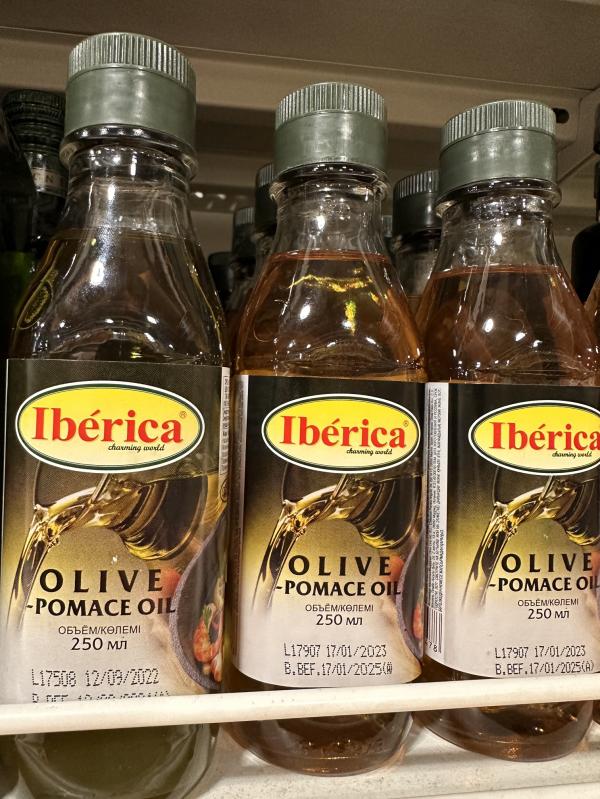 Ibérica®
charming world
OLIVE
-POMACE OIL
ОБЪЁМ/КӨЛЕМІ
250 мл
L17508 12/09/2022
Ibérica®
charming world
OLIVE
-POMACE OIL
ОБЪЁМ/КӨЛЕМІ
250 мл
L17907 17/01/2023
B.BEF.17/01/2025(A)
Ibérica
charming world
OLIVE
-POMACE OIL
ОБЪЁМ/КӨЛЕМІ
250 мл
L17907 17/01/2023
B.BEF.17/01/2025(A)